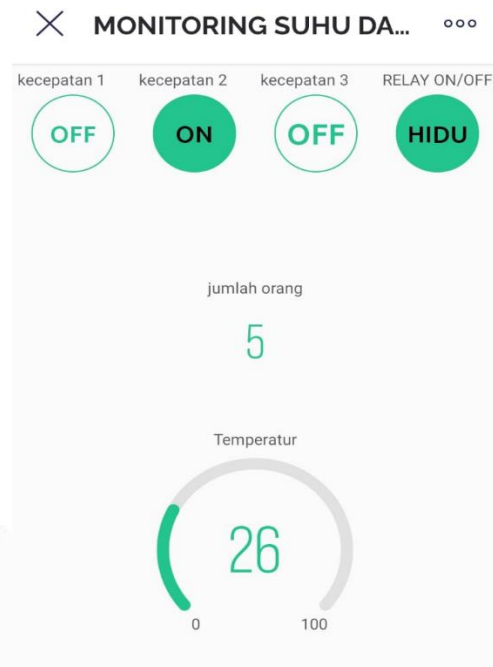 MONITORING SUHU DA...
kecepatan 1 kecepatan 2 kecepatan 3 RELAY ON/OFF
OFF ON OFF HIDU
jumlah orang
5
Temperatur
26
0 100